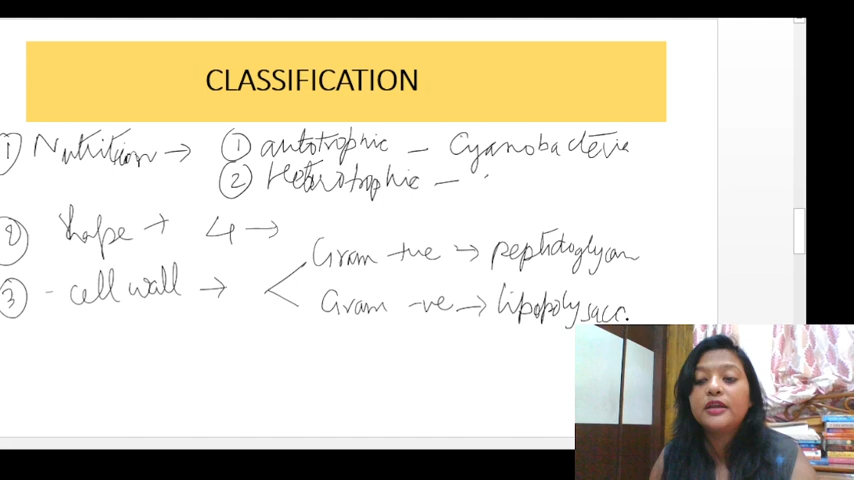 CLASSIFICATION
① Nutrition → ① autotrophic - Cyanobacteria
② Heterotrophic -
② Shape → 4 →
Gram +ve → peptidoglycan
③ - cell wall →
Gram -ve → lipopolysacc.